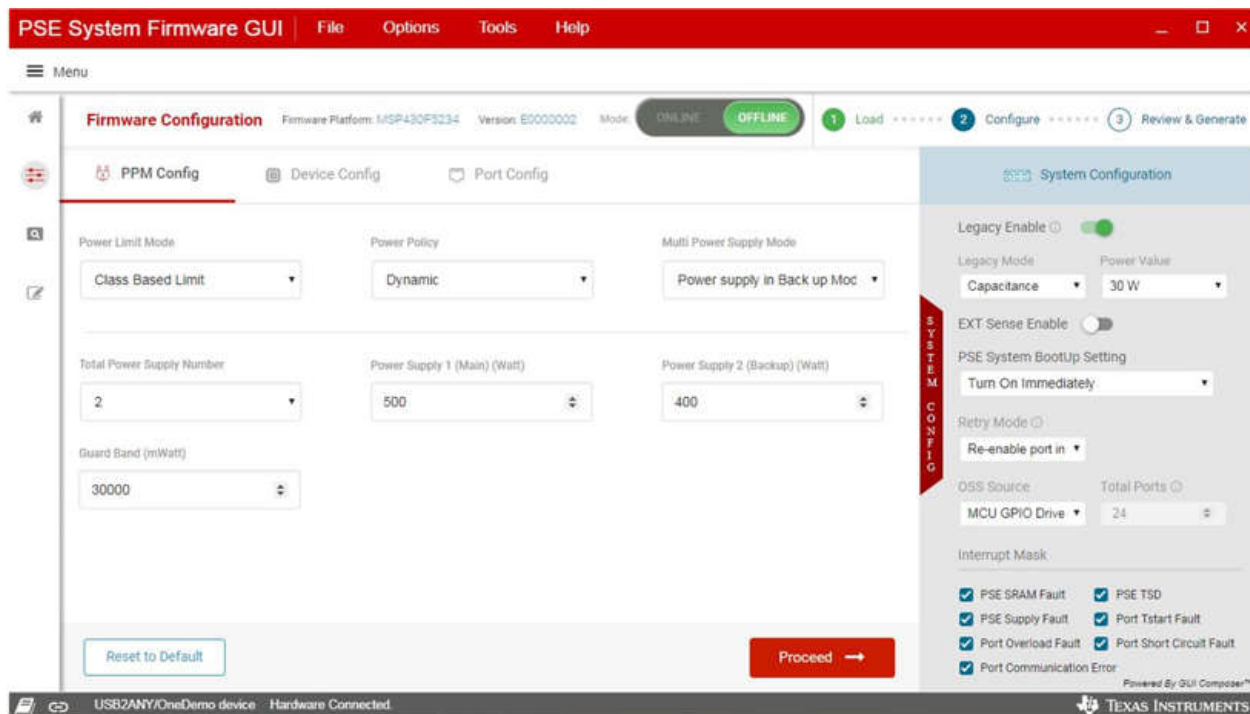 PSE System Firmware GUI File Options Tools Help
Menu
Firmware Configuration Firmware Platform: MSP430F5234 Version: E0000002 Mode: ONLINE OFFLINE 1 Load 2 Configure 3 Review & Generate
PPM Config Device Config Port Config
System Configuration
Power Limit Mode Power Policy Multi Power Supply Mode
Class Based Limit Dynamic Power supply in Back up Moc
Total Power Supply Number Power Supply 1 (Main) (Watt) Power Supply 2 (Backup) (Watt)
2 500 400
Guard Band (mWatt)
30000
Reset to Default Proceed
SYSTEM CONFIG
Legacy Enable
Legacy Mode Power Value
Capacitance 30 W
EXT Sense Enable
PSE System BootUp Setting
Turn On Immediately
Retry Mode
Re-enable port in
OSS Source Total Ports
MCU GPIO Drive 24
Interrupt Mask
PSE SRAM Fault PSE TSD
PSE Supply Fault Port Tstart Fault
Port Overload Fault Port Short Circuit Fault
Port Communication Error
Powered By GUI Composer™
USB2ANY/OneDemo device Hardware Connected. TEXAS INSTRUMENTS